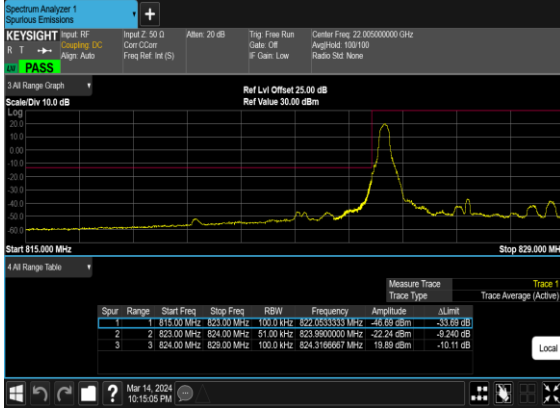 Spectrum Analyzer 1
Spurious Emissions
+
KEYSIGHT Input: RF Input Z: 50 Ω Atten: 20 dB Trig: Free Run Center Freq: 22.005000000 GHz
R T Coupling: DC Corr CCorr Gate: Off Avg|Hold: 100/100
Align: Auto Freq Ref: Int (S) IF Gain: Low Radio Std: None
PASS
3.All Range Graph
Ref Lvl Offset 25.00 dB
Scale/Div 10.0 dB Ref Value 30.00 dBm
Log
20.0
10.0
0.00
-10.0
-20.0
-30.0
-40.0
-50.0
-60.0
Start 815.000 MHz Stop 829.000 MH
4.All Range Table
Measure Trace Trace 1
Trace Type Trace Average (Active)
Spur Range Start Freq Stop Freq RBW Frequency Amplitude ΔLimit
1 1 815.00 MHz 823.00 MHz 100.0 kHz 822.0533333 MHz -46.69 dBm -33.69 dB
2 2 823.00 MHz 824.00 MHz 51.00 kHz 823.9900000 MHz -22.24 dBm -9.240 dB
3 3 824.00 MHz 829.00 MHz 100.0 kHz 824.3166667 MHz 19.89 dBm -10.11 dB
Local
? Mar 14, 2024
10:15:05 PM